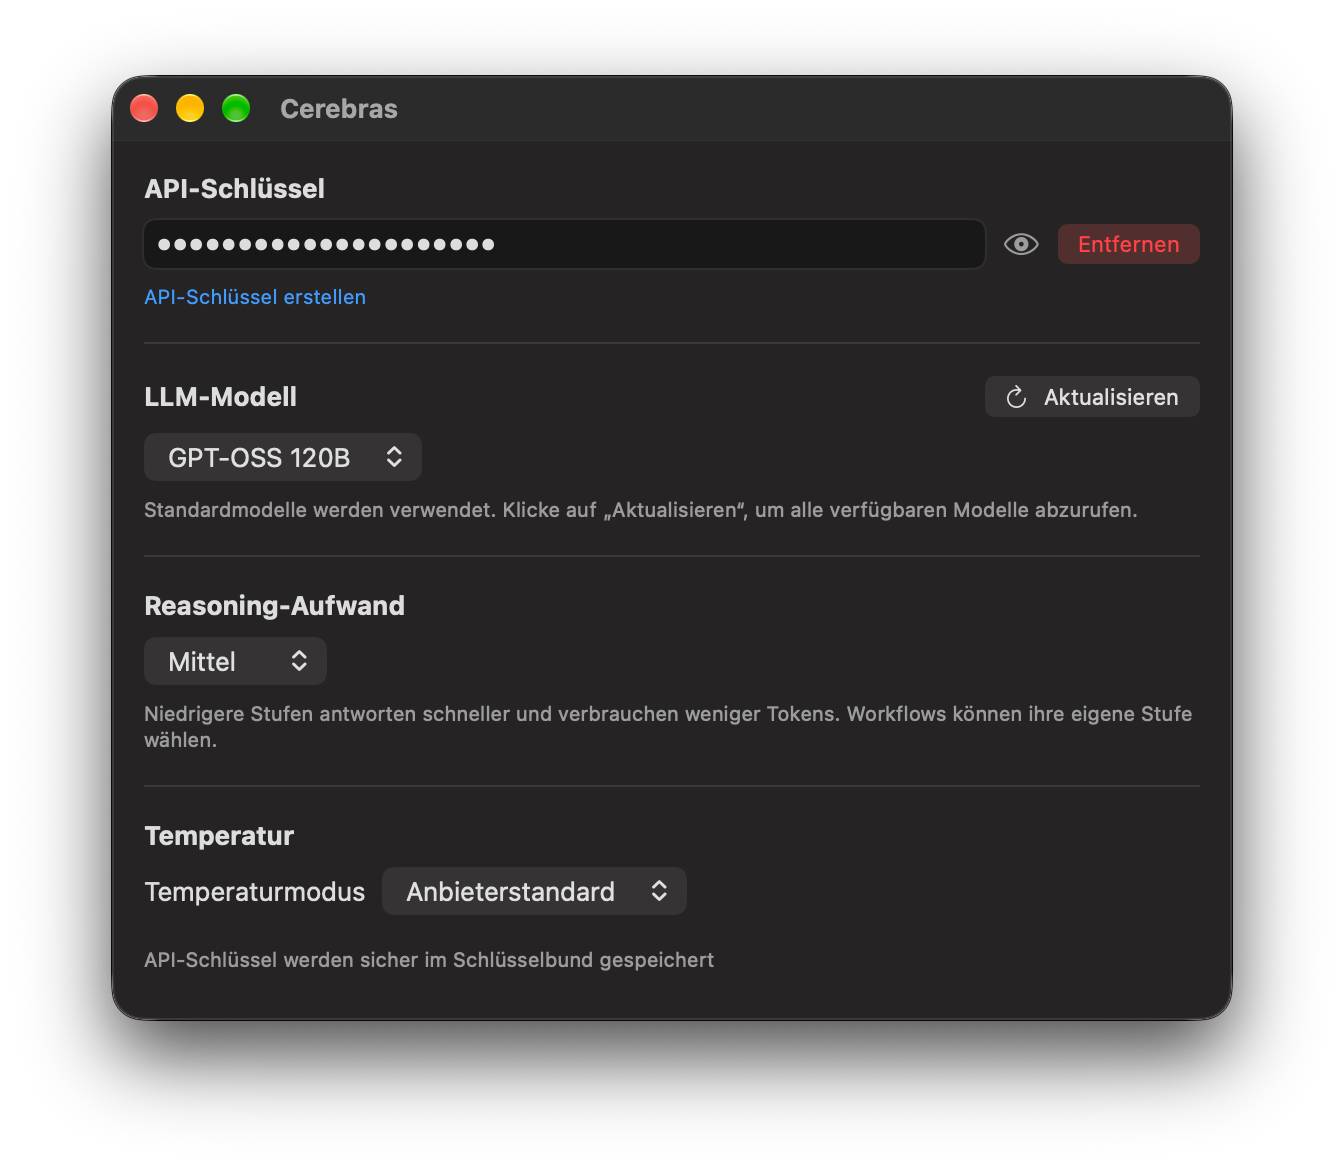 Cerebras
API-Schlüssel
●●●●●●●●●●●●●●●●●●●●●
Entfernen
API-Schlüssel erstellen
LLM-Modell
Aktualisieren
GPT-OSS 120B
Standardmodelle werden verwendet. Klicke auf „Aktualisieren“, um alle verfügbaren Modelle abzurufen.
Reasoning-Aufwand
Mittel
Niedrigere Stufen antworten schneller und verbrauchen weniger Tokens. Workflows können ihre eigene Stufe
wählen.
Temperatur
Temperaturmodus Anbieterstandard
API-Schlüssel werden sicher im Schlüsselbund gespeichert